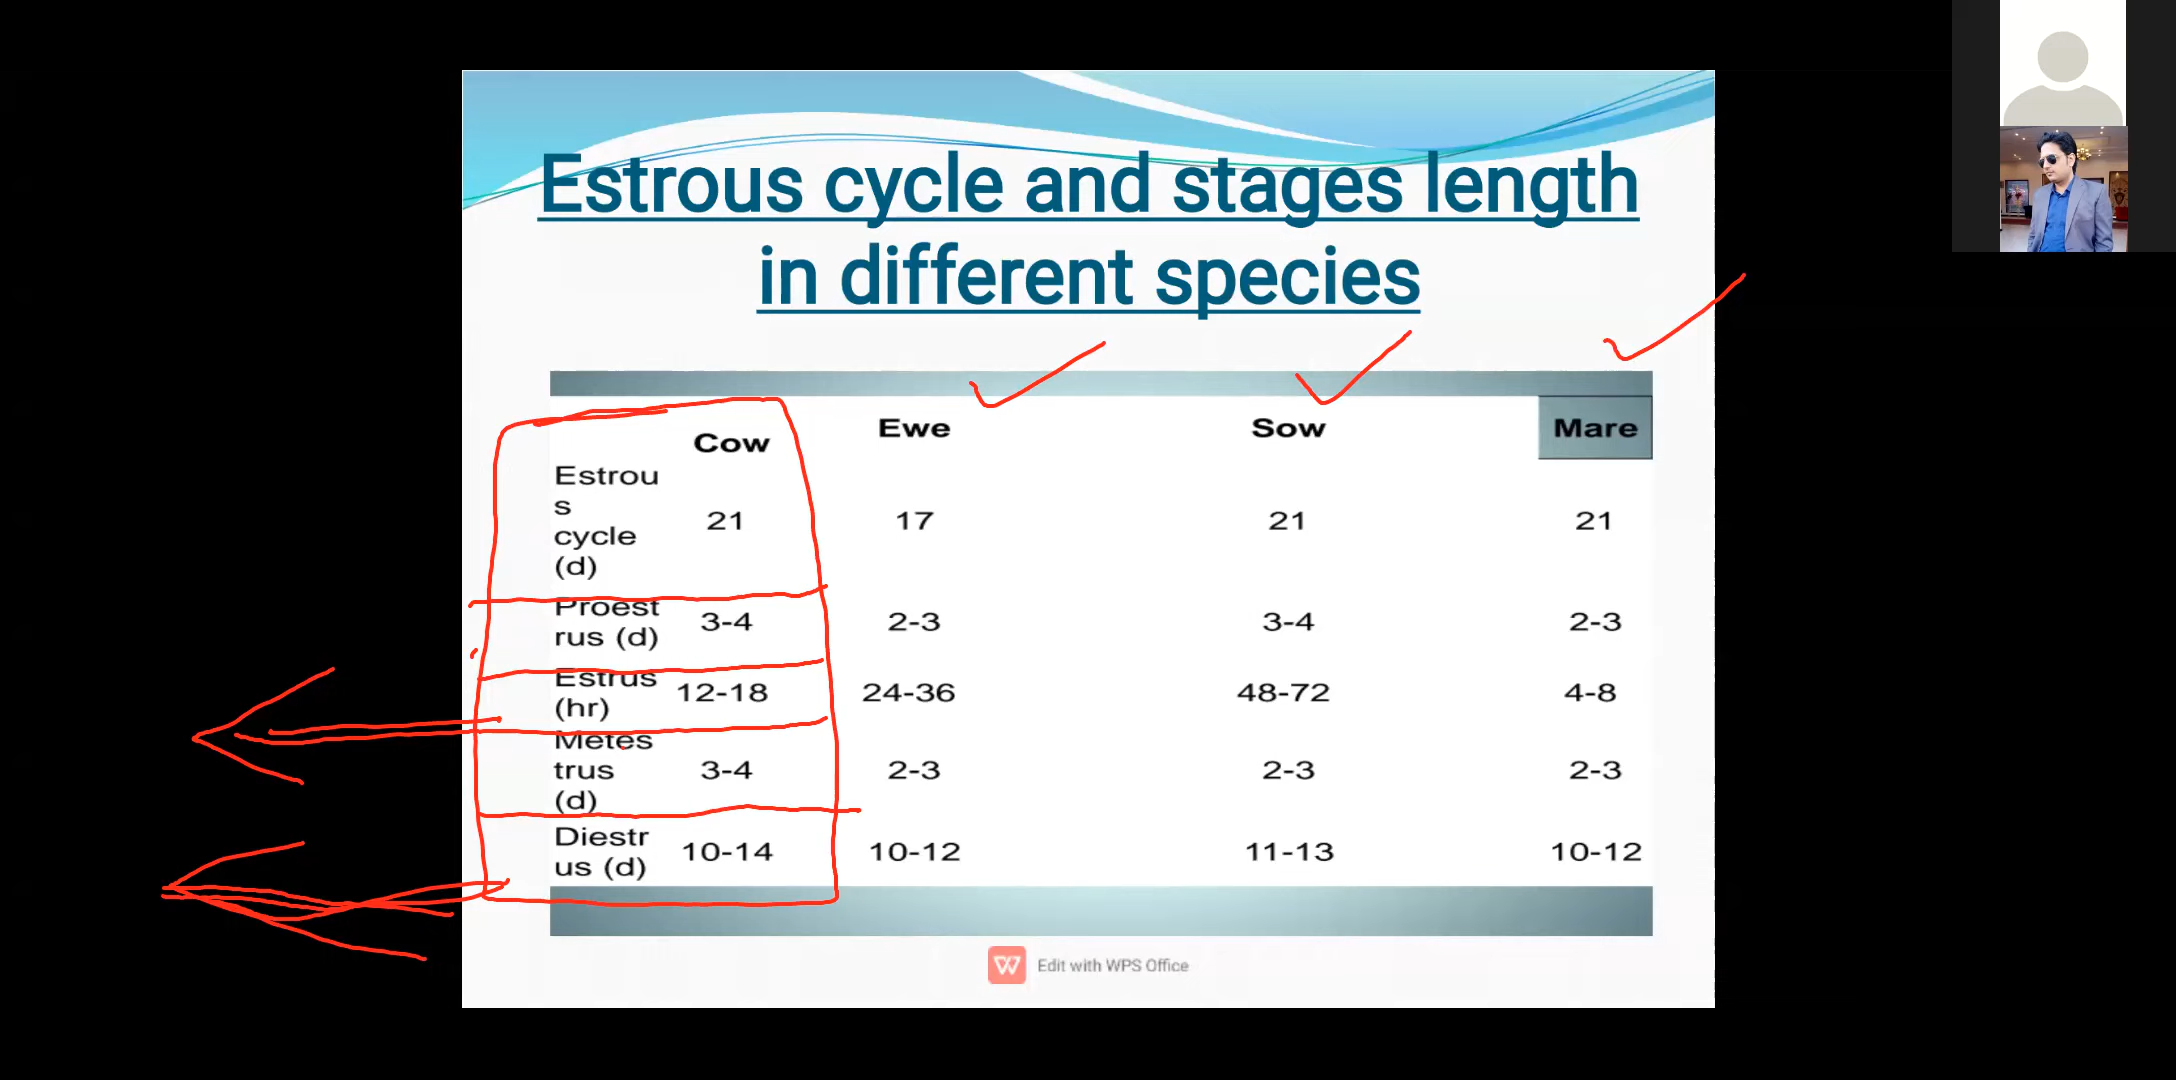 Estrous cycle and stages length
in different species
Cow Ewe Sow Mare
Estrou
s
cycle
(d)
21 17 21 21
Proest
rus (d)
3-4 2-3 3-4 2-3
Estrus
(hr)
12-18 24-36 48-72 4-8
Metes
trus
(d)
3-4 2-3 2-3 2-3
Diestr
us (d)
10-14 10-12 11-13 10-12
Edit with WPS Office